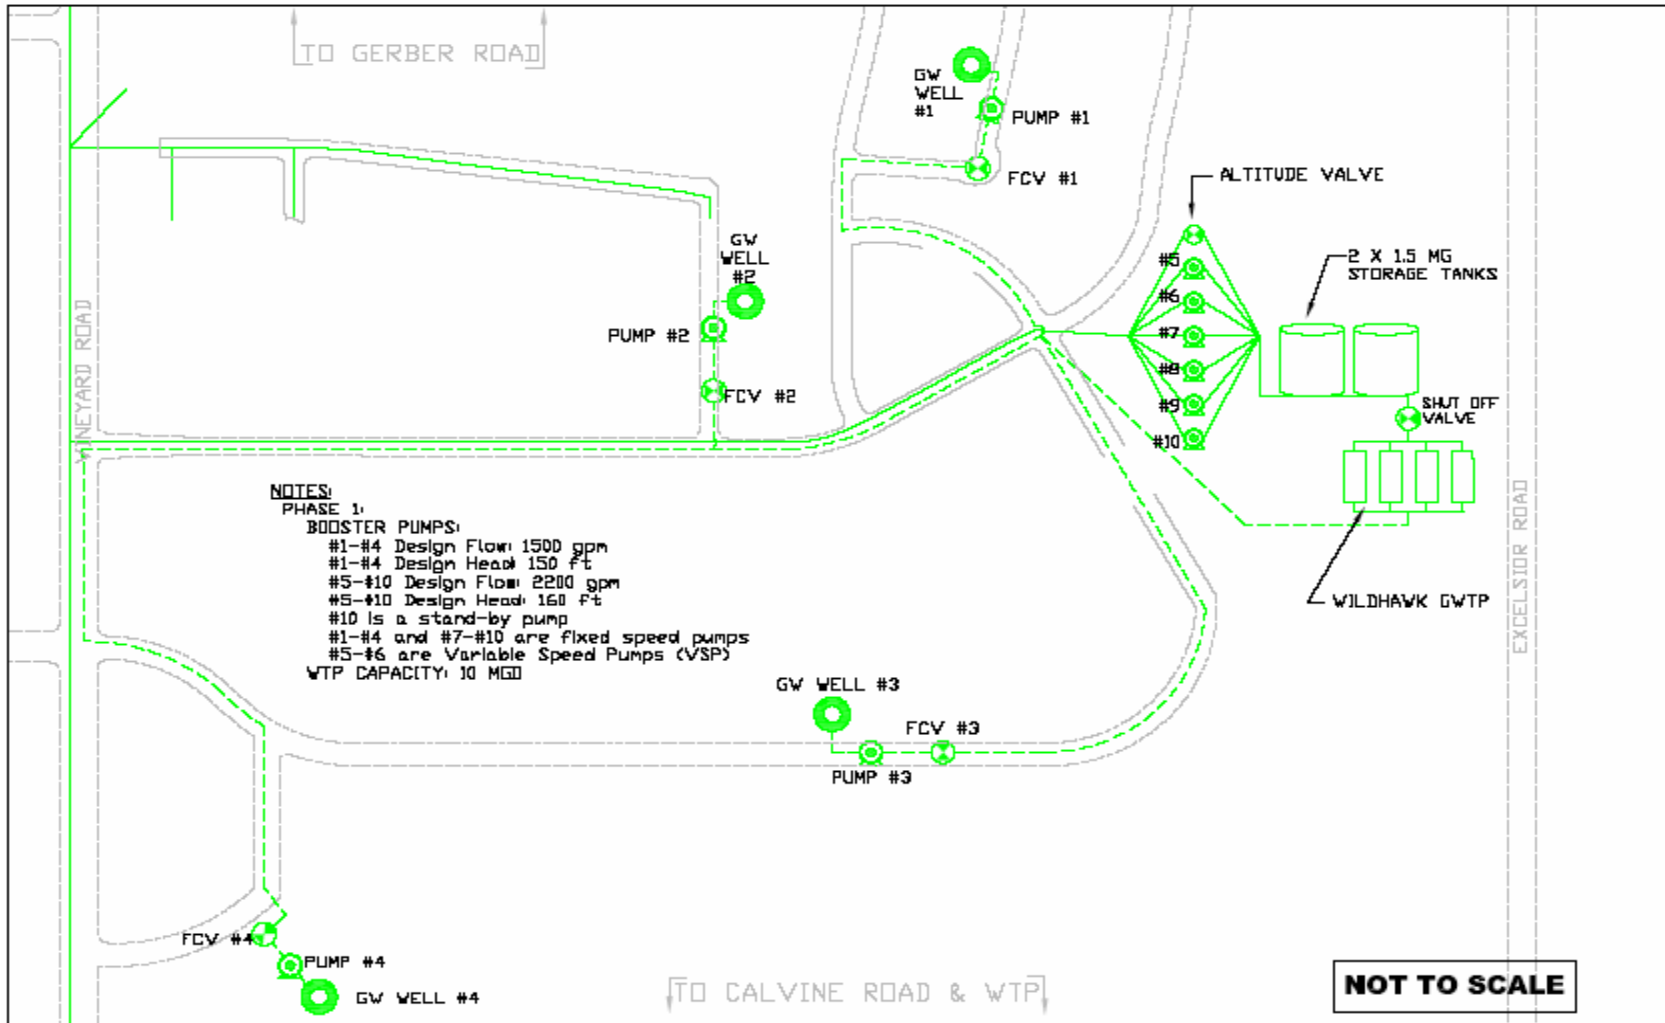 TO GERBER ROAD
GW
WELL
#1
PUMP #1
FCV #1
ALTITUDE VALVE
2 X 1.5 MG
STORAGE TANKS
GW
WELL
#2
PUMP #2
FCV #2
#5
#6
#7
#8
#9
#10
SHUT OFF
VALVE
VINEYARD ROAD
EXCELSIOR ROAD
WILDHAWK GWTP
NOTES:
PHASE 1:
BOOSTER PUMPS:
#1-#4 Design Flow: 1500 gpm
#1-#4 Design Head: 150 ft
#5-#10 Design Flow: 2200 gpm
#5-#10 Design Head: 160 ft
#10 is a stand-by pump
#1-#4 and #7-#10 are fixed speed pumps
#5-#6 are Variable Speed Pumps (VSP)
WTP CAPACITY: 10 MGD
GW WELL #3
FCV #3
PUMP #3
FCV #4
PUMP #4
GW WELL #4
TO CALVINE ROAD & WTP
NOT TO SCALE